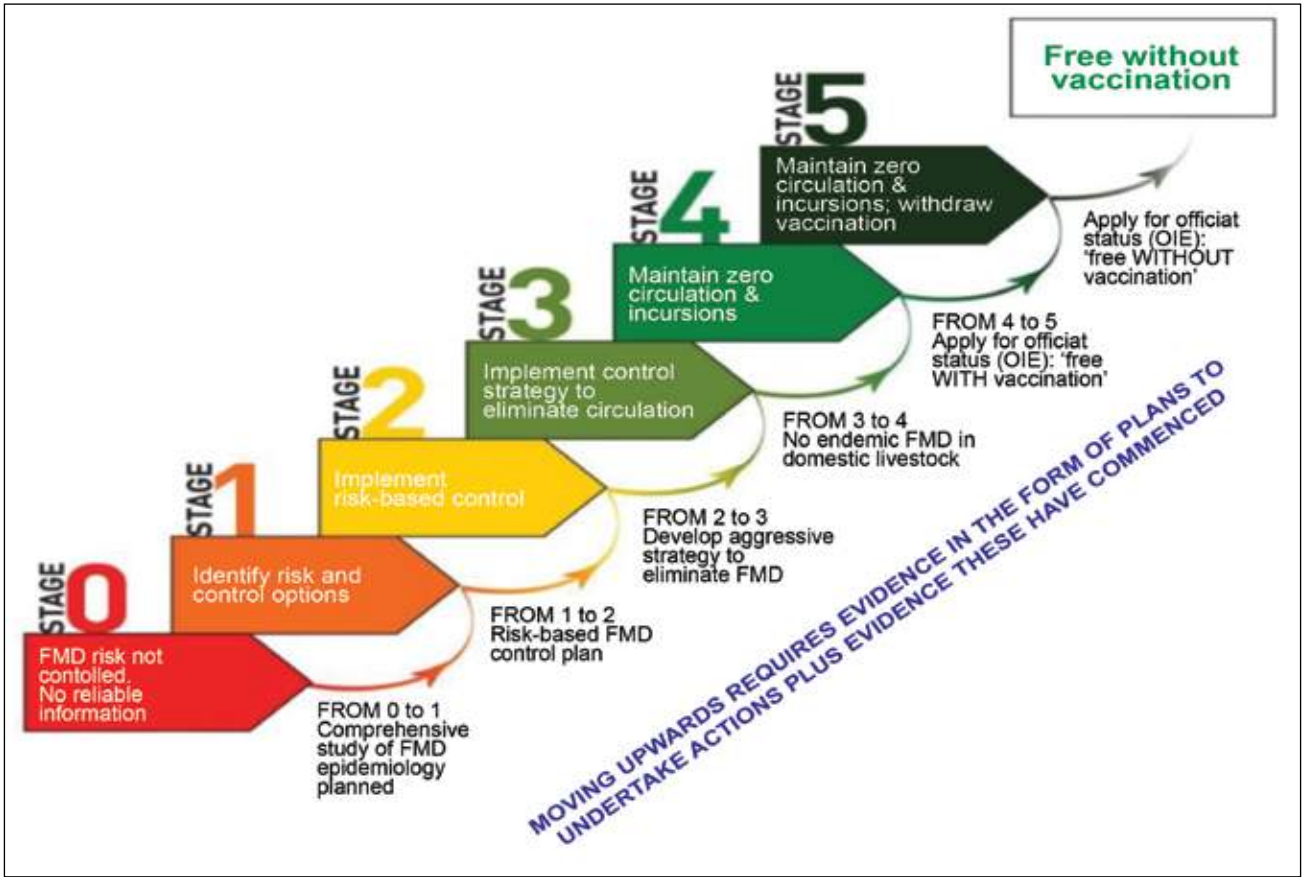 Free without
vaccination
STAGE 5
Maintain zero
circulation &
incursions; withdraw
vaccination
Apply for officiat
status (OIE):
'free WITHOUT
vaccination'
STAGE 4
Maintain zero
circulation &
incursions
FROM 4 to 5
Apply for officiat
status (OIE): 'free
WITH vaccination'
STAGE 3
Implement control
strategy to
eliminate circulation
FROM 3 to 4
No endemic FMD in
domestic livestock
STAGE 2
Implement
risk-based control
FROM 2 to 3
Develop aggressive
strategy to
eliminate FMD
STAGE 1
Identify risk and
control options
FROM 1 to 2
Risk-based FMD
control plan
STAGE 0
FMD risk not
contolled.
No reliable
information
FROM 0 to 1
Comprehensive
study of FMD
epidemiology
planned
MOVING UPWARDS REQUIRES EVIDENCE IN THE FORM OF PLANS TO
UNDERTAKE ACTIONS PLUS EVIDENCE THESE HAVE COMMENCED